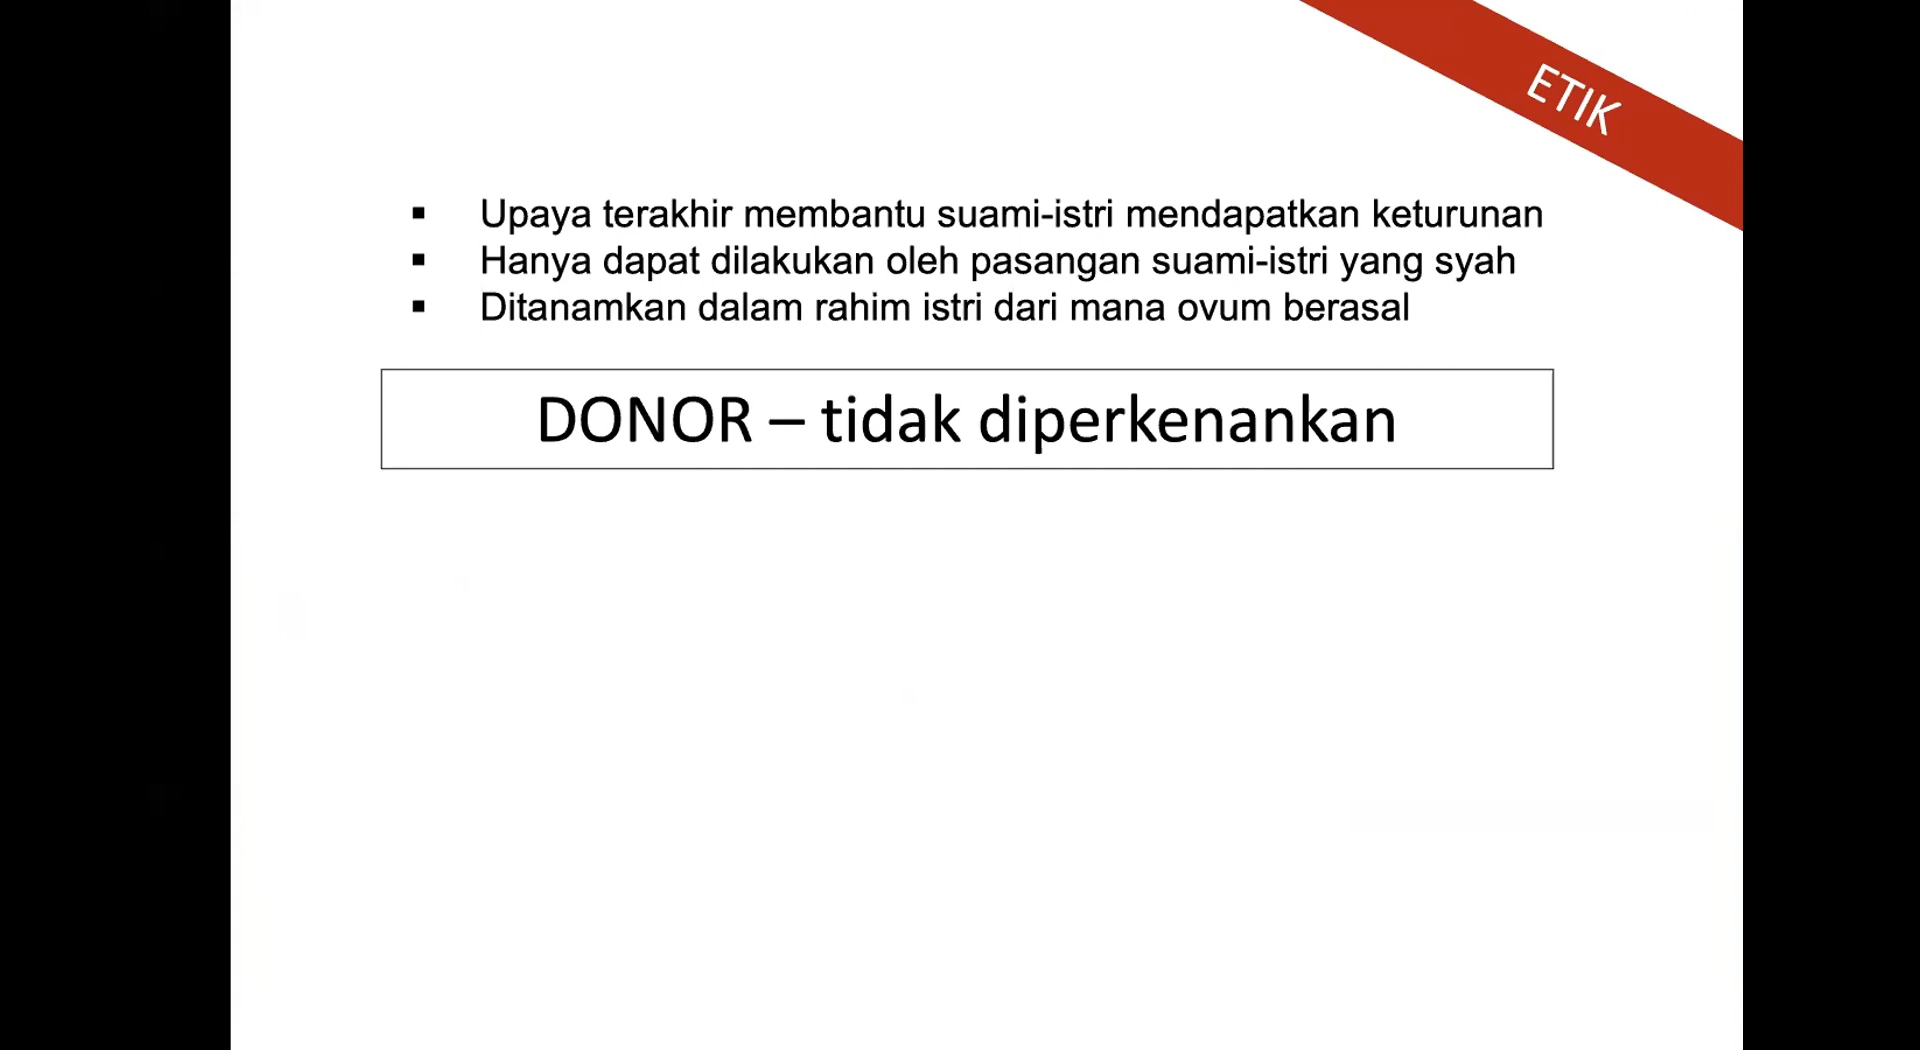 ETIK
▪ Upaya terakhir membantu suami-istri mendapatkan keturunan
▪ Hanya dapat dilakukan oleh pasangan suami-istri yang syah
▪ Ditanamkan dalam rahim istri dari mana ovum berasal
DONOR – tidak diperkenankan